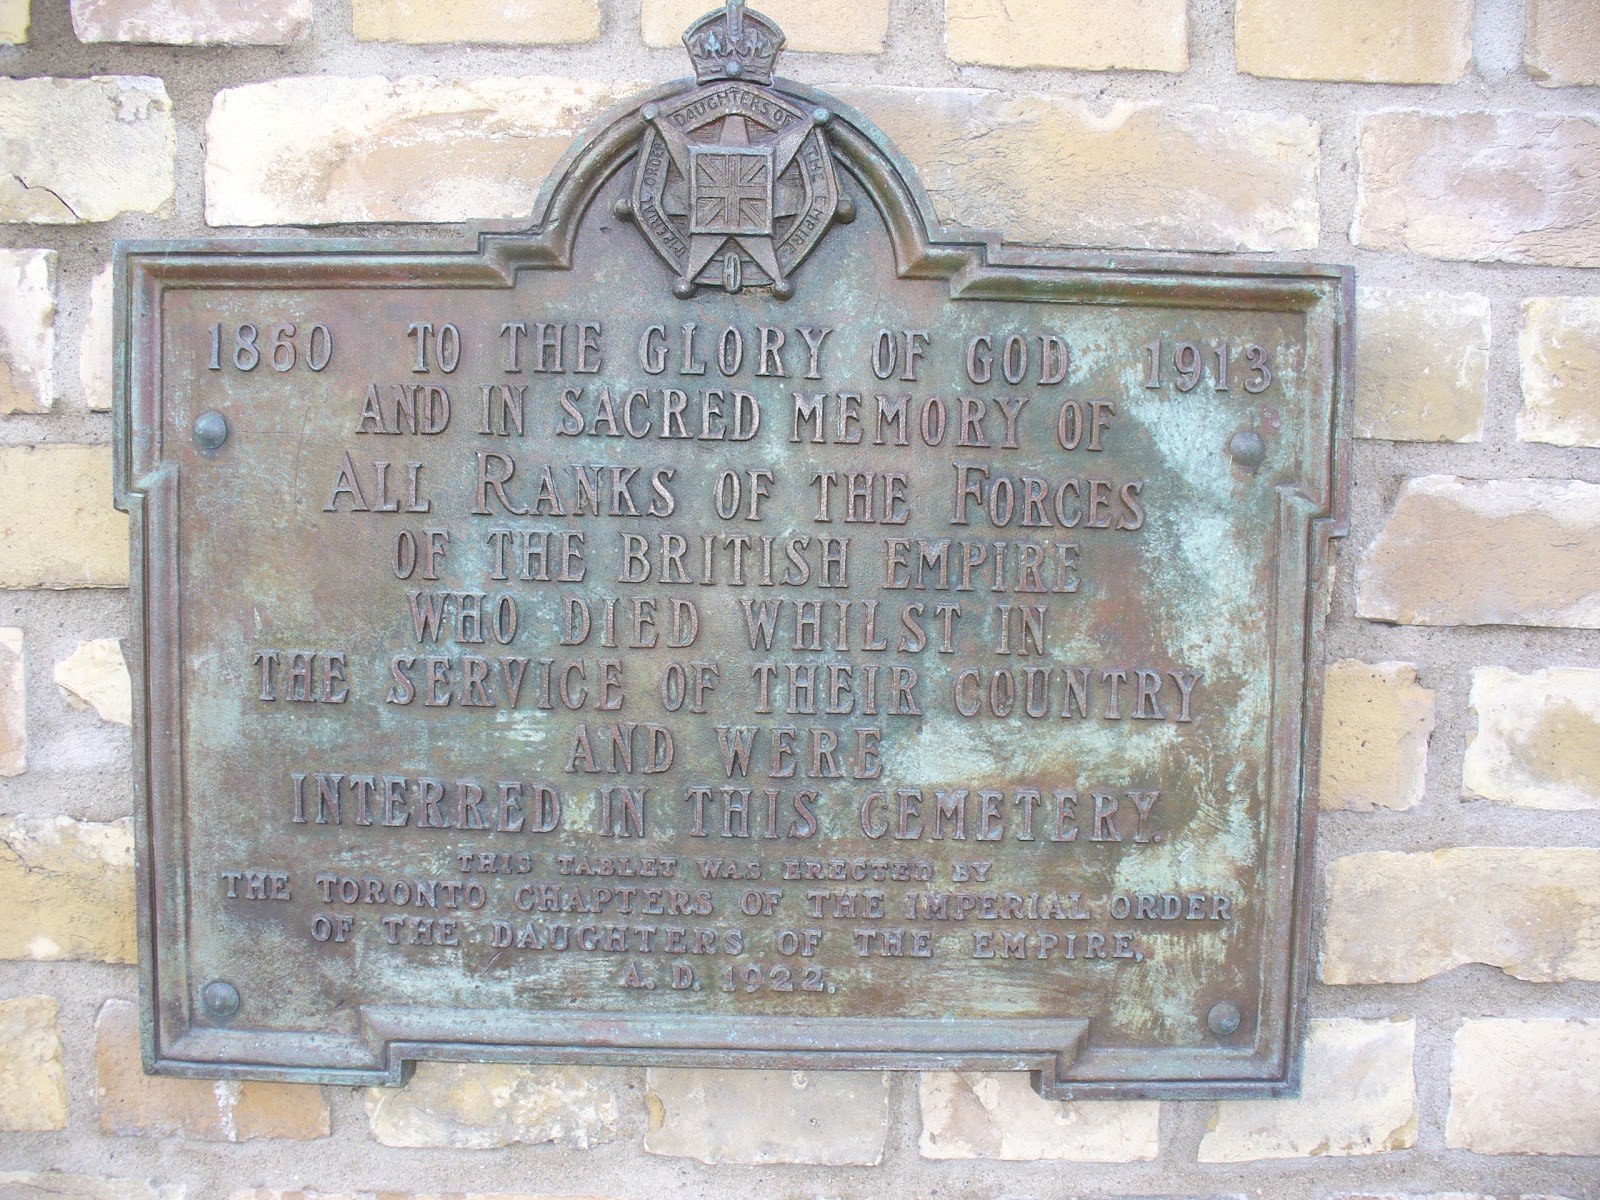 IMPERIAL ORDER DAUGHTERS OF THE EMPIRE
1860 TO THE GLORY OF GOD 1913
AND IN SACRED MEMORY OF
ALL RANKS OF THE FORCES
OF THE BRITISH EMPIRE
WHO DIED WHILST IN
THE SERVICE OF THEIR COUNTRY
AND WERE
INTERRED IN THIS CEMETERY.
THIS TABLET WAS ERECTED BY
THE TORONTO CHAPTERS OF THE IMPERIAL ORDER
OF THE DAUGHTERS OF THE EMPIRE,
A. D. 1922.